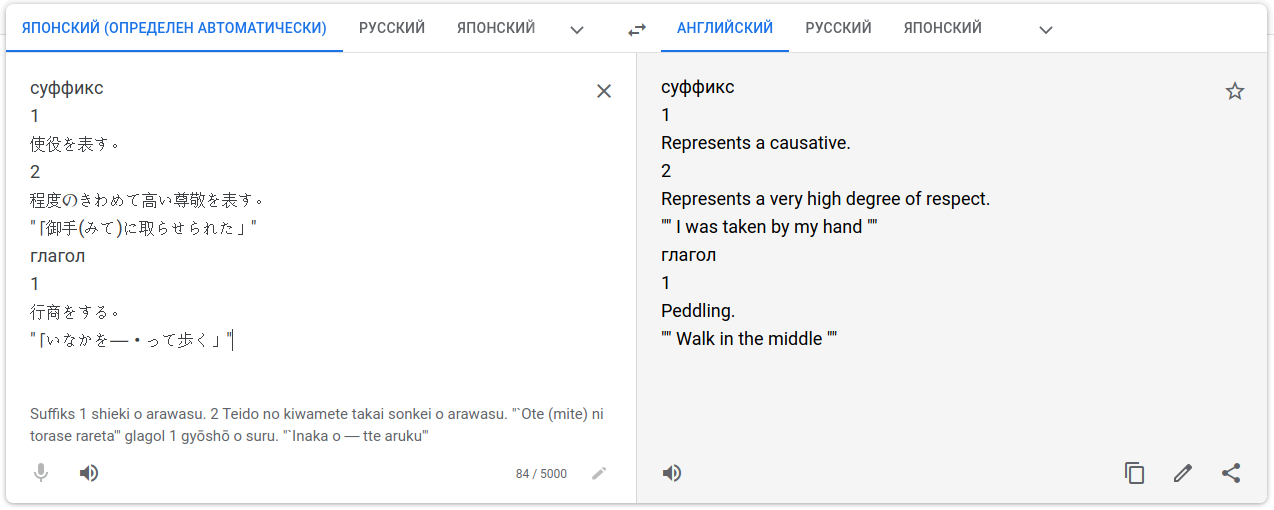 ЯПОНСКИЙ (ОПРЕДЕЛЕН АВТОМАТИЧЕСКИ) РУССКИЙ ЯПОНСКИЙ
АНГЛИЙСКИЙ РУССКИЙ ЯПОНСКИЙ
суффикс
1
使役を表す。
2
程度のきわめて高い尊敬を表す。
"「御手(みて)に取らせられた」"
глагол
1
行商をする。
"「いなかを—・って歩く」"
Suffiks 1 shieki o arawasu. 2 Teido no kiwamete takai sonkei o arawasu. "`Ote (mite) ni
torase rareta'" glagol 1 gyōshō o suru. "`Inaka o — tte aruku'"
84 / 5000
суффикс
1
Represents a causative.
2
Represents a very high degree of respect.
"" I was taken by my hand ""
глагол
1
Peddling.
"" Walk in the middle ""